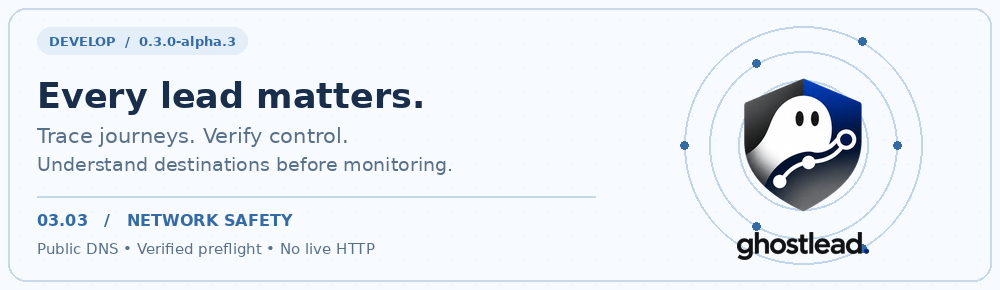 DEVELOP / 0.3.0-alpha.3
Every lead matters.
Trace journeys. Verify control.
Understand destinations before monitoring.
03.03 / NETWORK SAFETY
Public DNS • Verified preflight • No live HTTP
ghostlead.